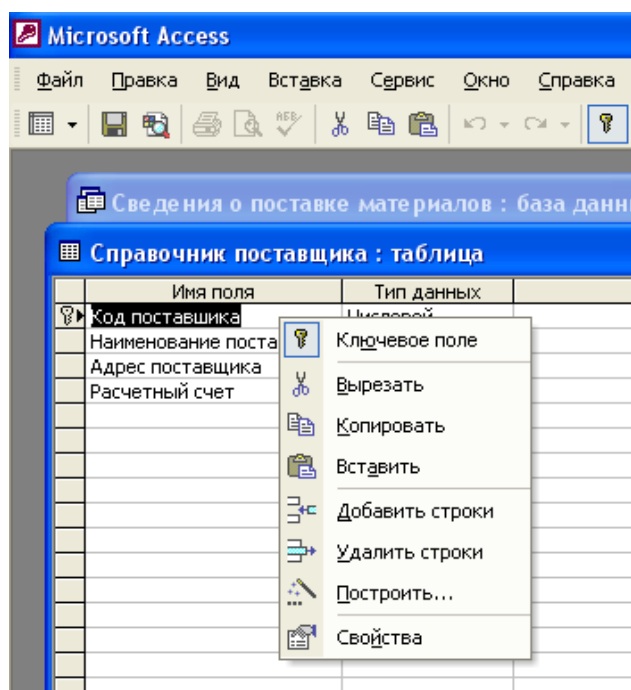 Microsoft Access
Файл Правка Вид Вставка Сервис Окно Справка
Сведения о поставке материалов : база данн
Справочник поставщика : таблица
Имя поля Тип данных
Код поставшика Числовой
Наименование поста
Адрес поставщика
Расчетный счет
Ключевое поле
Вырезать
Копировать
Вставить
Добавить строки
Удалить строки
Построить...
Свойства